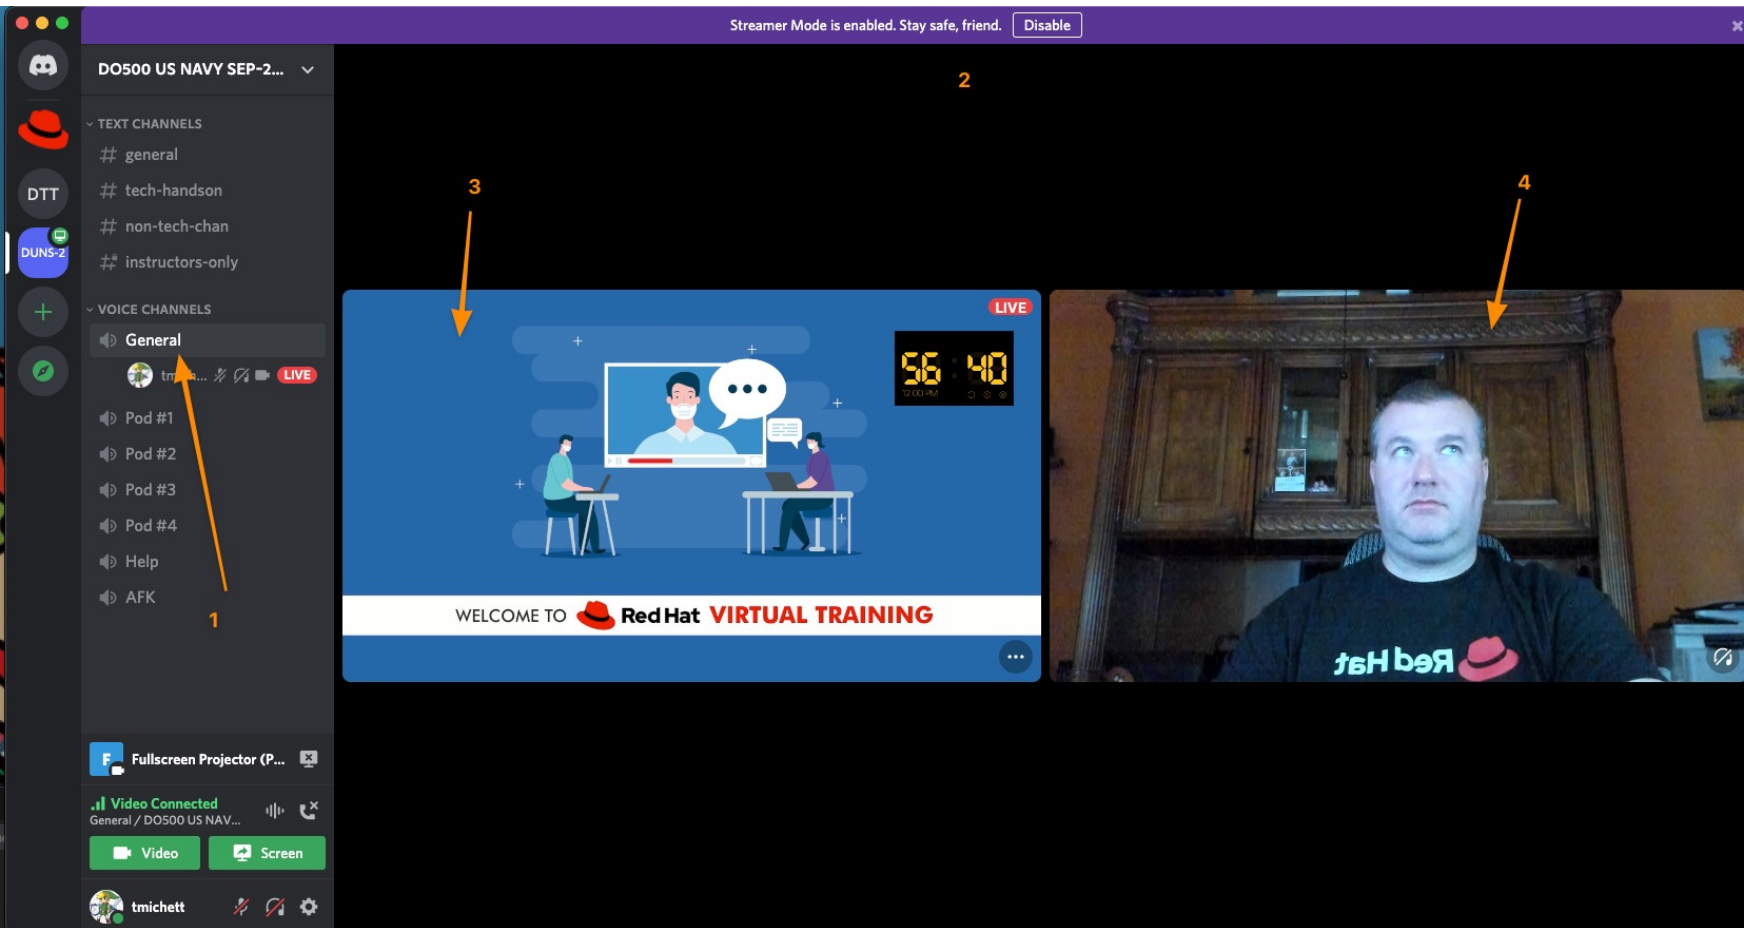 Streamer Mode is enabled. Stay safe, friend. Disable
DO500 US NAVY SEP-2...
TEXT CHANNELS
general
tech-handson
non-tech-chan
instructors-only
DTT
DUNS-2
VOICE CHANNELS
General
LIVE
Pod #1
Pod #2
Pod #3
Pod #4
Help
AFK
1
2
3
4
LIVE
56:40
12:00 PM
WELCOME TO Red Hat VIRTUAL TRAINING
Red Hat
F Fullscreen Projector (P...
Video Connected
General / DO500 US NAV...
Video Screen
tmichett